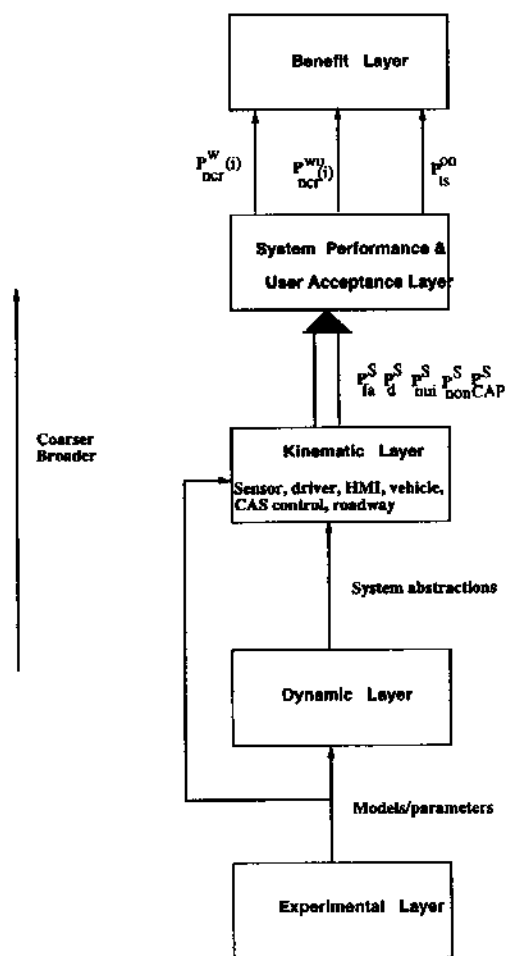 Benefit Layer
P^w_ncr(i) P^wu_ncr(i) P^on_ts
System Performance &
User Acceptance Layer
P^S_fa P^S_d P^S_nui P^S_non P^S_CAP
Coarser
Broader
Kinematic Layer
Sensor, driver, HMI, vehicle,
CAS control, roadway
System abstractions
Dynamic Layer
Models/parameters
Experimental Layer